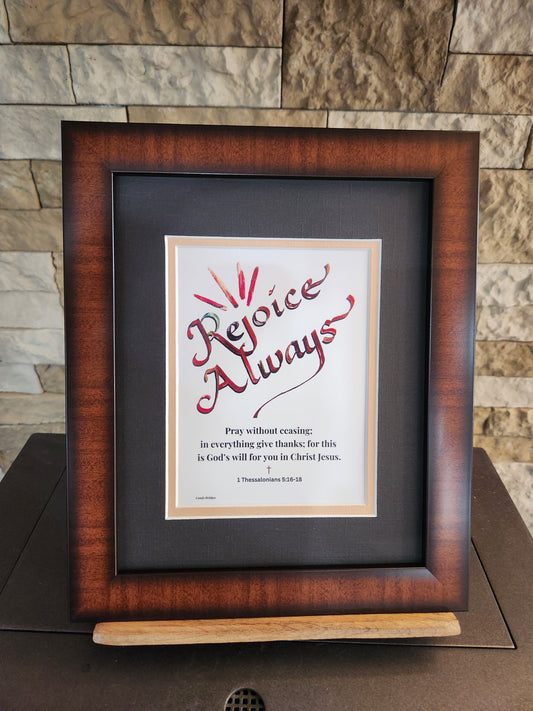 Rejoice
Always
Pray without ceasing;
in everything give thanks; for this
is God's will for you in Christ Jesus.
1 Thessalonians 5:16-18